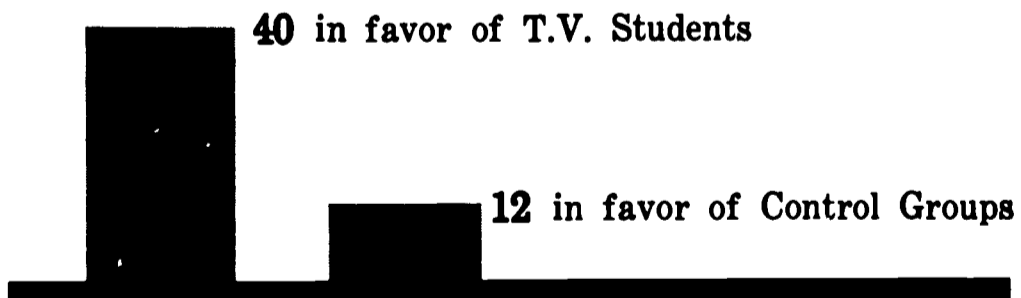 40 in favor of T.V. Students
12 in favor of Control Groups